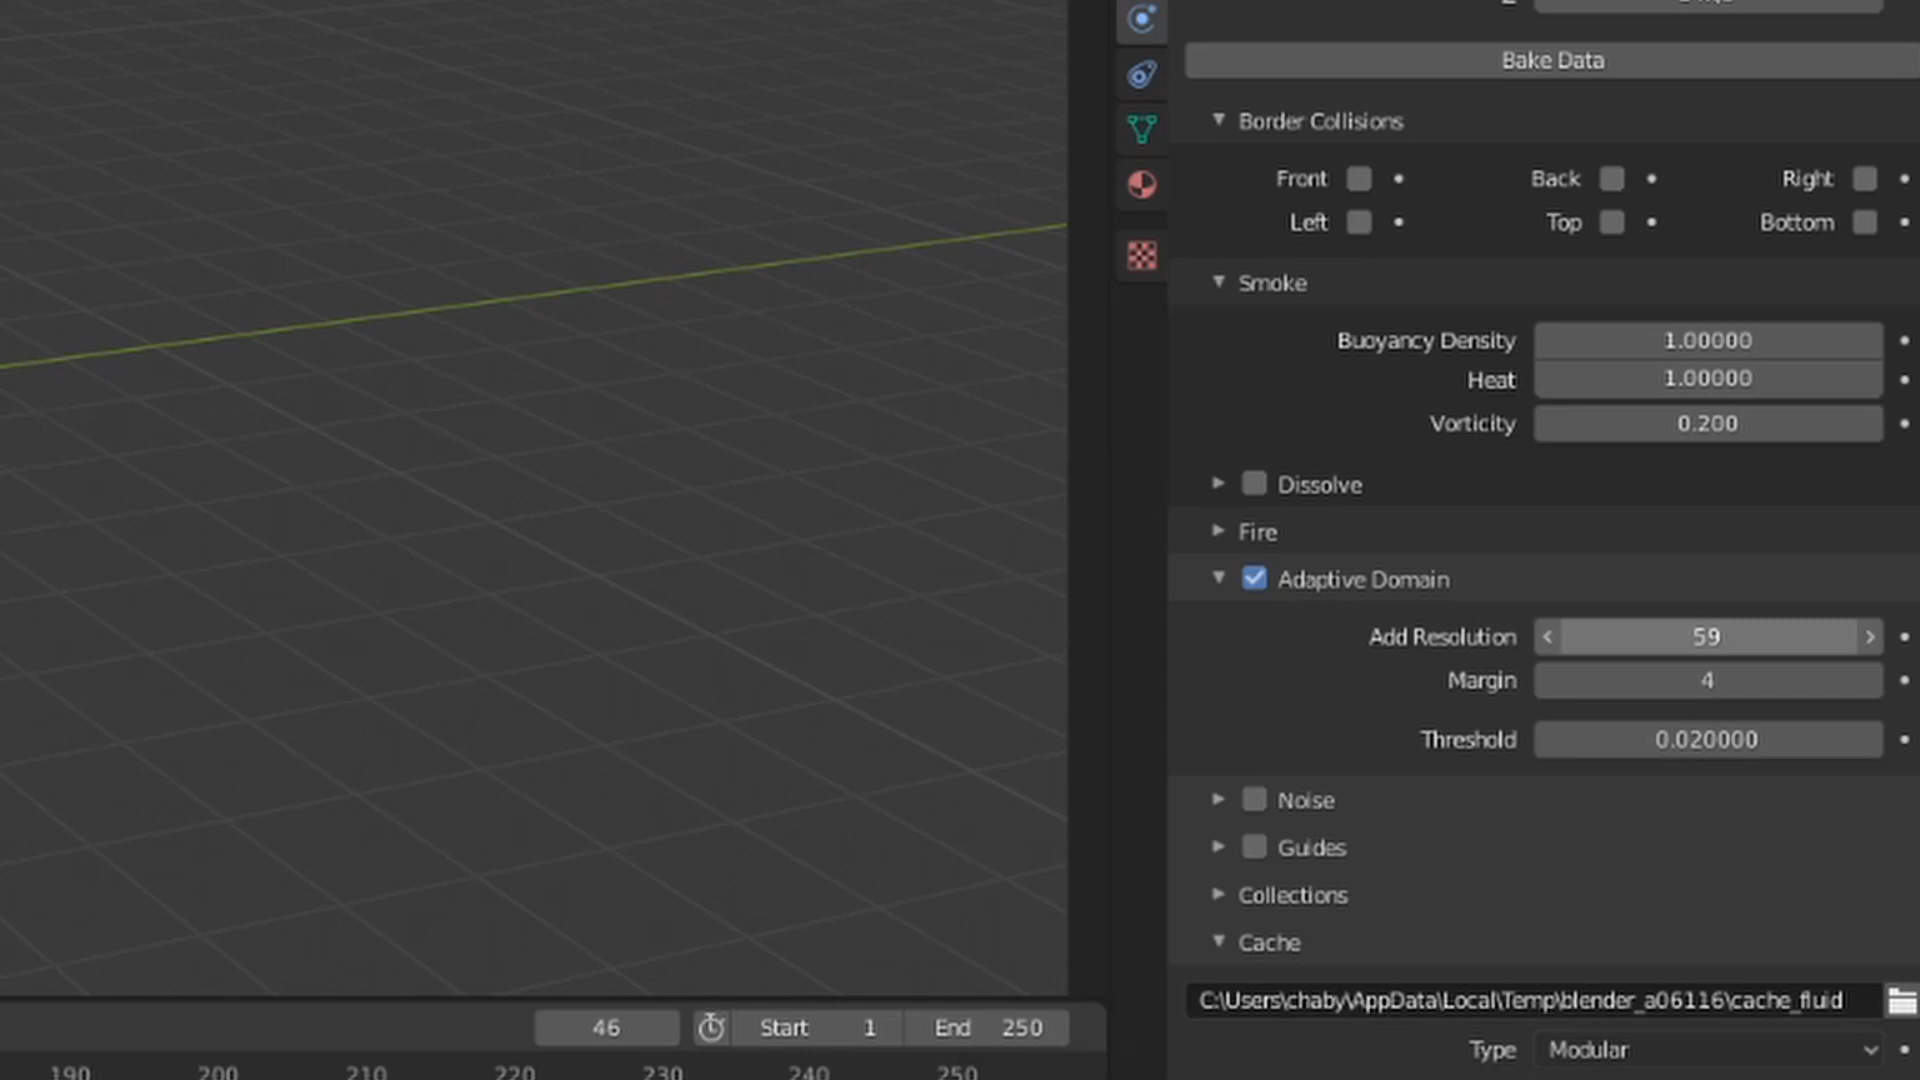 Bake Data
Border Collisions
Front Back Right
Left Top Bottom
Smoke
Buoyancy Density 1.00000
Heat 1.00000
Vorticity 0.200
Dissolve
Fire
Adaptive Domain
Add Resolution 59
Margin 4
Threshold 0.020000
Noise
Guides
Collections
Cache
C:\Users\chaby\AppData\Local\Temp\blender_a06116\cache_fluid
46 Start 1 End 250
Type Modular
190 200 210 220 230 240 250